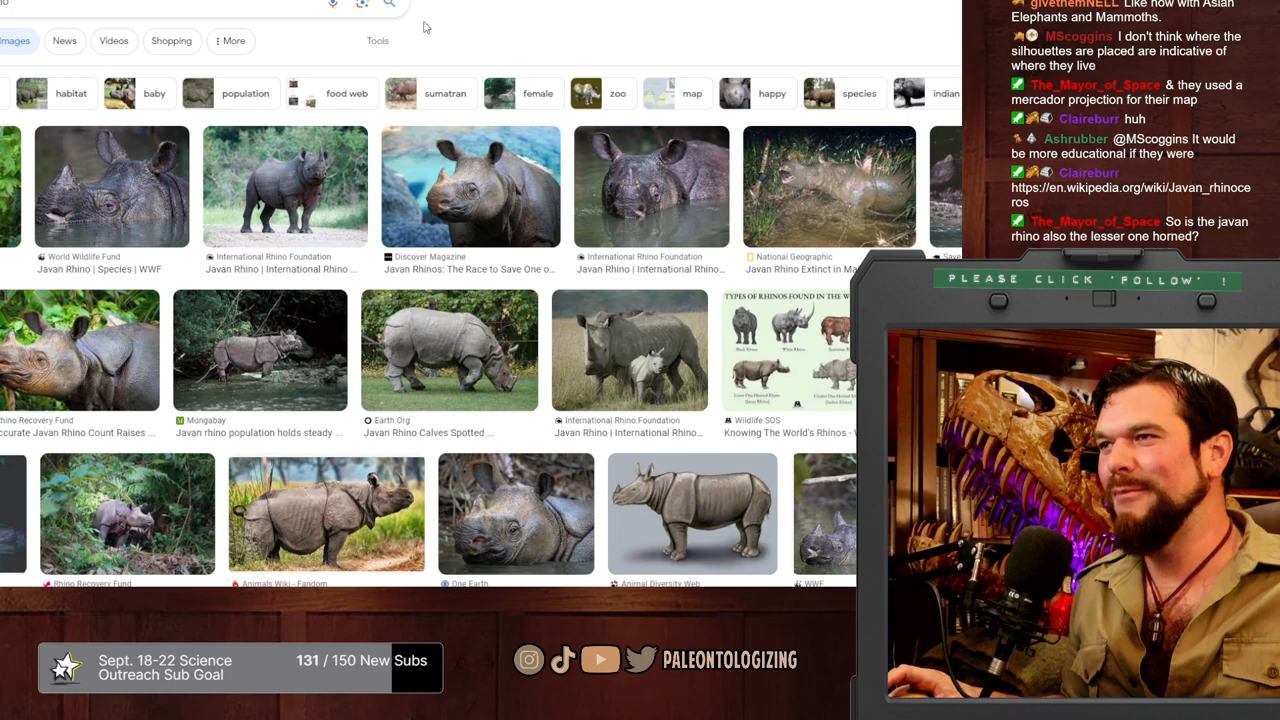 Images
News
Videos
Shopping
More
Tools
habitat
baby
population
food web
sumatran
female
zoo
map
happy
species
indian
World Wildlife Fund
Javan Rhino | Species | WWF
International Rhino Foundation
Javan Rhino | International Rhino ...
Discover Magazine
Javan Rhinos: The Race to Save One o...
International Rhino Foundation
Javan Rhino | International Rhino...
National Geographic
Javan Rhino Extinct in Ma
TYPES OF RHINOS FOUND IN THE W
Rhino Recovery Fund
ccurate Javan Rhino Count Raises ...
Mongabay
Javan rhino population holds steady ...
Earth.Org
Javan Rhino Calves Spotted ...
International Rhino Foundation
Javan Rhino | International Rhino...
Wildlife SOS
Knowing The World's Rhinos -
Rhino Recovery Fund
Animals Wiki - Fandom
One Earth
Animal Diversity Web
WWF
givethemNELL Like how with Asian
Elephants and Mammoths.
MScoggins I don't think where the
silhouettes are placed are indicative of
where they live
The_Mayor_of_Space & they used a
mercador projection for their map
Claireburr huh
Ashrubber @MScoggins It would
be more educational if they were
Claireburr
https://en.wikipedia.org/wiki/Javan_rhinoce
ros
The_Mayor_of_Space So is the javan
rhino also the lesser one horned?
PLEASE CLICK "FOLLOW" !
Sept. 18-22 Science
Outreach Sub Goal
131 / 150 New Subs
PALEONTOLOGIZING